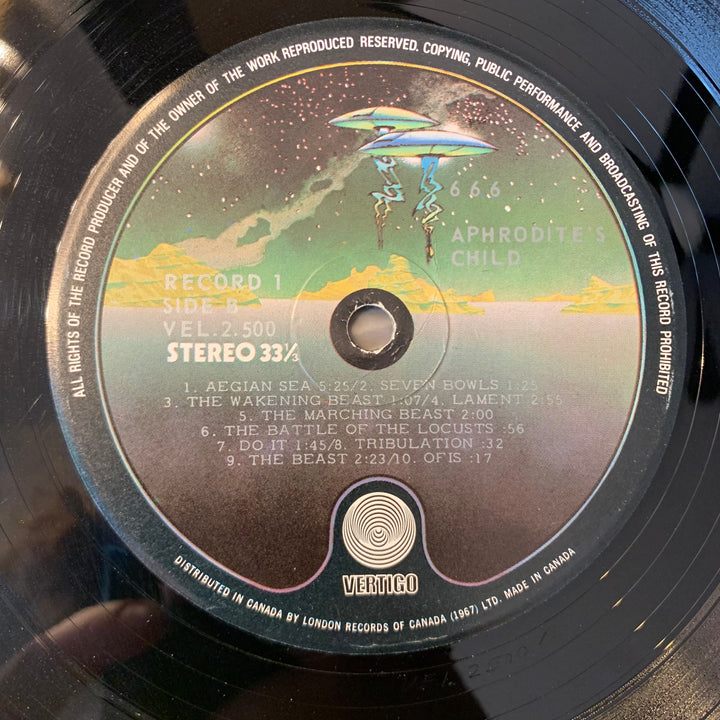 ALL RIGHTS OF THE RECORD PRODUCER AND OF THE OWNER OF THE WORK REPRODUCED RESERVED. COPYING, PUBLIC PERFORMANCE AND BROADCASTING OF THIS RECORD PROHIBITED
666
APHRODITE'S
CHILD
RECORD 1
SIDE B
VEL.2.500
STEREO 33⅓
1. AEGIAN SEA 5:25/2. SEVEN BOWLS 1:25
3. THE WAKENING BEAST 1:07/4. LAMENT 2:55
5. THE MARCHING BEAST 2:00
6. THE BATTLE OF THE LOCUSTS :56
7. DO IT 1:45/8. TRIBULATION :32
9. THE BEAST 2:23/10. OFIS :17
VERTIGO
DISTRIBUTED IN CANADA BY LONDON RECORDS OF CANADA (1967) LTD. MADE IN CANADA